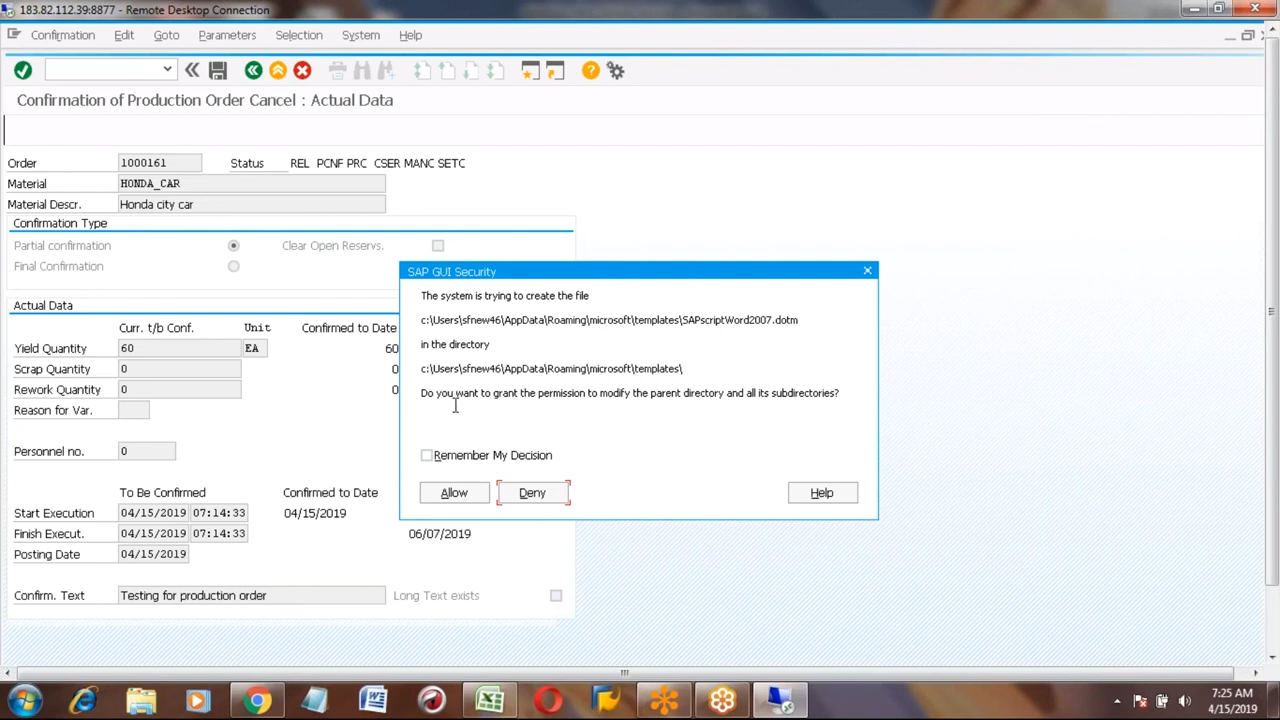 183.82.112.39:8877 - Remote Desktop Connection
Confirmation Edit Goto Parameters Selection System Help
Confirmation of Production Order Cancel : Actual Data
Order 1000161 Status REL PCNF PRC CSER MANC SETC
Material HONDA_CAR
Material Descr. Honda city car
Confirmation Type
Partial confirmation Clear Open Reservs.
Final Confirmation
Actual Data
Curr. t/b Conf. Unit Confirmed to Date
Yield Quantity 60 EA 60
Scrap Quantity 0 0
Rework Quantity 0 0
Reason for Var.
Personnel no. 0
To Be Confirmed Confirmed to Date
Start Execution 04/15/2019 07:14:33 04/15/2019
Finish Execut. 04/15/2019 07:14:33 06/07/2019
Posting Date 04/15/2019
Confirm. Text Testing for production order Long Text exists
SAP GUI Security
The system is trying to create the file
c:\Users\sfnew46\AppData\Roaming\microsoft\templates\SAPscriptWord2007.dotm
in the directory
c:\Users\sfnew46\AppData\Roaming\microsoft\templates\
Do you want to grant the permission to modify the parent directory and all its subdirectories?
Remember My Decision
Allow Deny Help
7:25 AM
4/15/2019